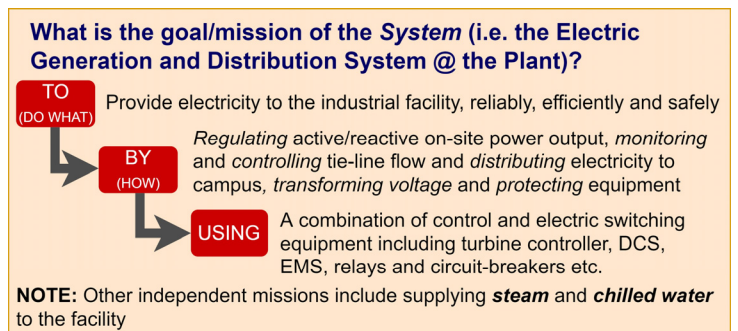 What is the goal/mission of the System (i.e. the Electric
Generation and Distribution System @ the Plant)?
TO
(DO WHAT)
Provide electricity to the industrial facility, reliably, efficiently and safely
BY
(HOW)
Regulating active/reactive on-site power output, monitoring
and controlling tie-line flow and distributing electricity to
campus, transforming voltage and protecting equipment
USING
A combination of control and electric switching
equipment including turbine controller, DCS,
EMS, relays and circuit-breakers etc.
NOTE: Other independent missions include supplying steam and chilled water
to the facility